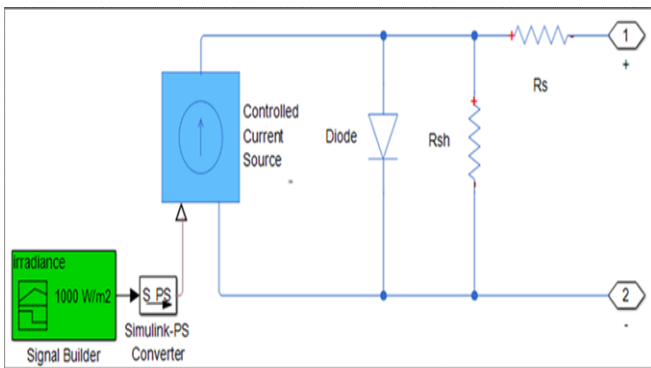 1
+
Rs
Controlled
Current
Source
-
Diode
Rsh
irradiance
1000 W/m2
S PS
Simulink-PS
Converter
Signal Builder
2
-